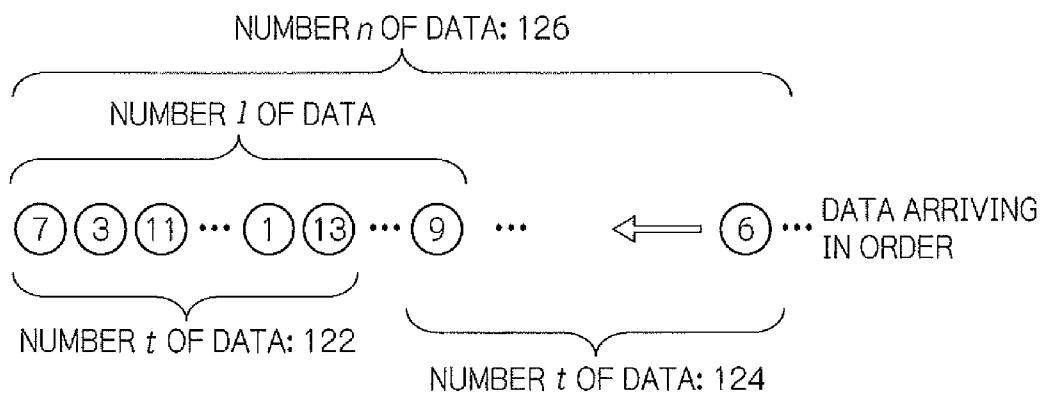 NUMBER n OF DATA: 126
NUMBER l OF DATA
7 3 11 ••• 1 13 ••• 9 ••• 6 ••• DATA ARRIVING
IN ORDER
NUMBER t OF DATA: 122
NUMBER t OF DATA: 124